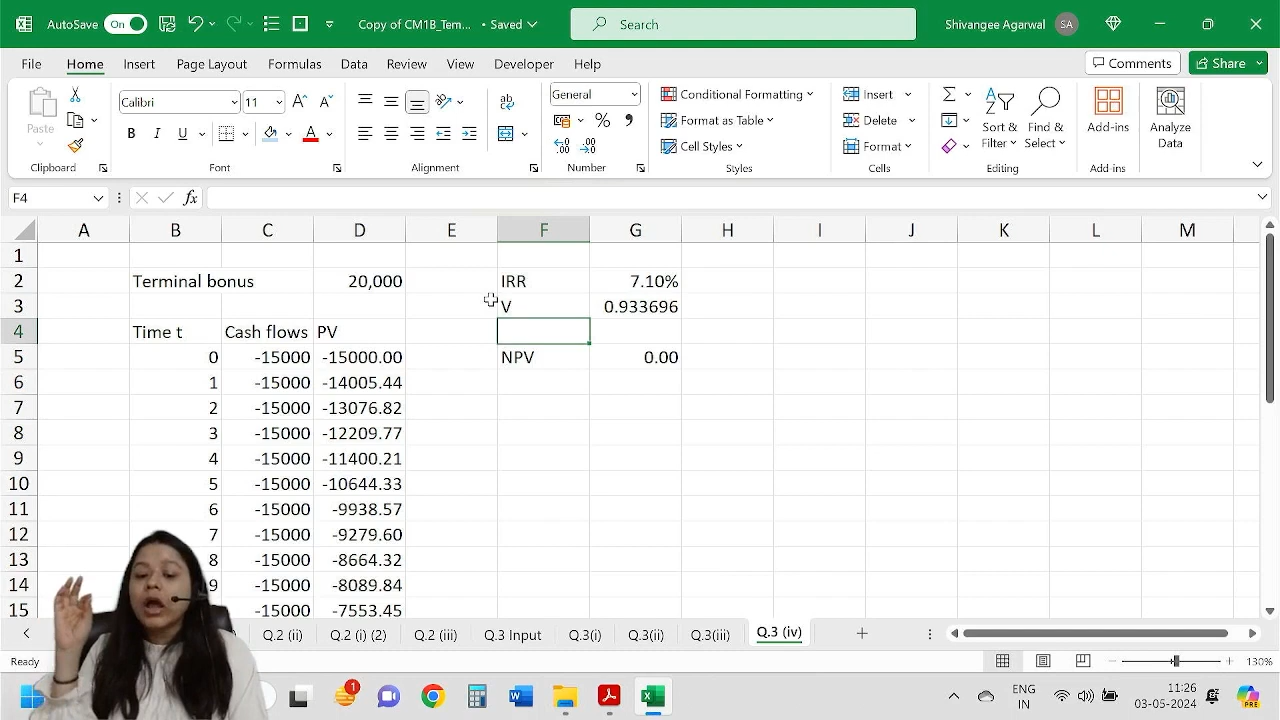 AutoSave On Copy of CM1B_Tem... • Saved Search Shivangee Agarwal SA
File Home Insert Page Layout Formulas Data Review View Developer Help Comments Share
Paste Calibri 11 A A ab General Conditional Formatting Insert Σ
B I U A % Format as Table Delete Sort & Filter Find & Select Add-ins Analyze Data
Cell Styles Format
Clipboard Font Alignment Number Styles Cells Editing Add-ins
F4 fx
A B C D E F G H I J K L M
1
2 Terminal bonus 20,000 IRR 7.10%
3 V 0.933696
4 Time t Cash flows PV
5 0 -15000 -15000.00 NPV 0.00
6 1 -15000 -14005.44
7 2 -15000 -13076.82
8 3 -15000 -12209.77
9 4 -15000 -11400.21
10 5 -15000 -10644.33
11 6 -15000 -9938.57
12 7 -15000 -9279.60
13 8 -15000 -8664.32
14 9 -15000 -8089.84
15 -15000 -7553.45
Q.2 (ii) Q.2 (i) (2) Q.2 (iii) Q.3 Input Q.3(i) Q.3(ii) Q.3(iii) Q.3 (iv)
Ready 130%
1 ENG 11:26
IN 03-05-2024 PRE